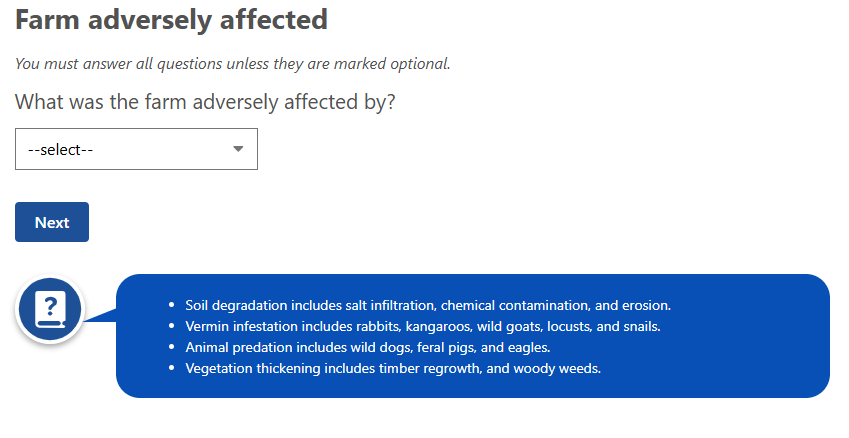 Farm adversely affected
You must answer all questions unless they are marked optional.
What was the farm adversely affected by?
--select--
Next
?
• Soil degradation includes salt infiltration, chemical contamination, and erosion.
• Vermin infestation includes rabbits, kangaroos, wild goats, locusts, and snails.
• Animal predation includes wild dogs, feral pigs, and eagles.
• Vegetation thickening includes timber regrowth, and woody weeds.